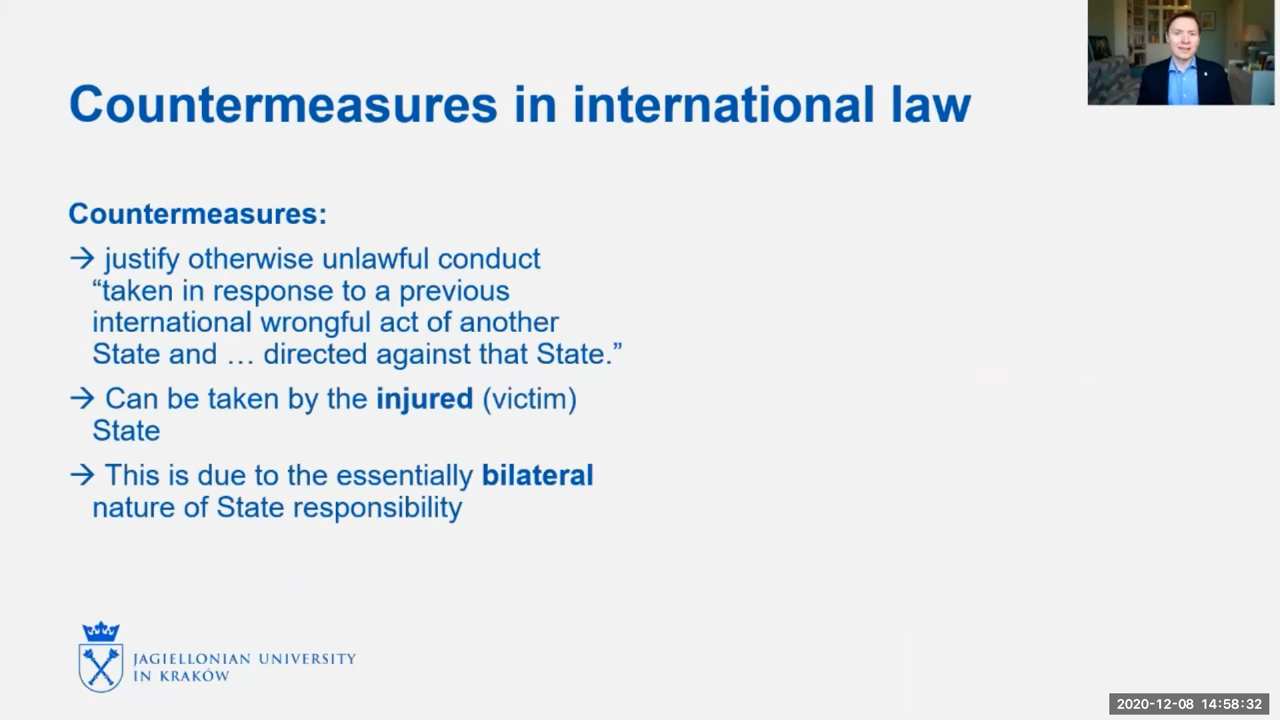 Countermeasures in international law
Countermeasures:
→ justify otherwise unlawful conduct
“taken in response to a previous
international wrongful act of another
State and … directed against that State.”
→ Can be taken by the injured (victim)
State
→ This is due to the essentially bilateral
nature of State responsibility
JAGIELLONIAN UNIVERSITY
IN KRAKÓW
2020-12-08 14:58:32